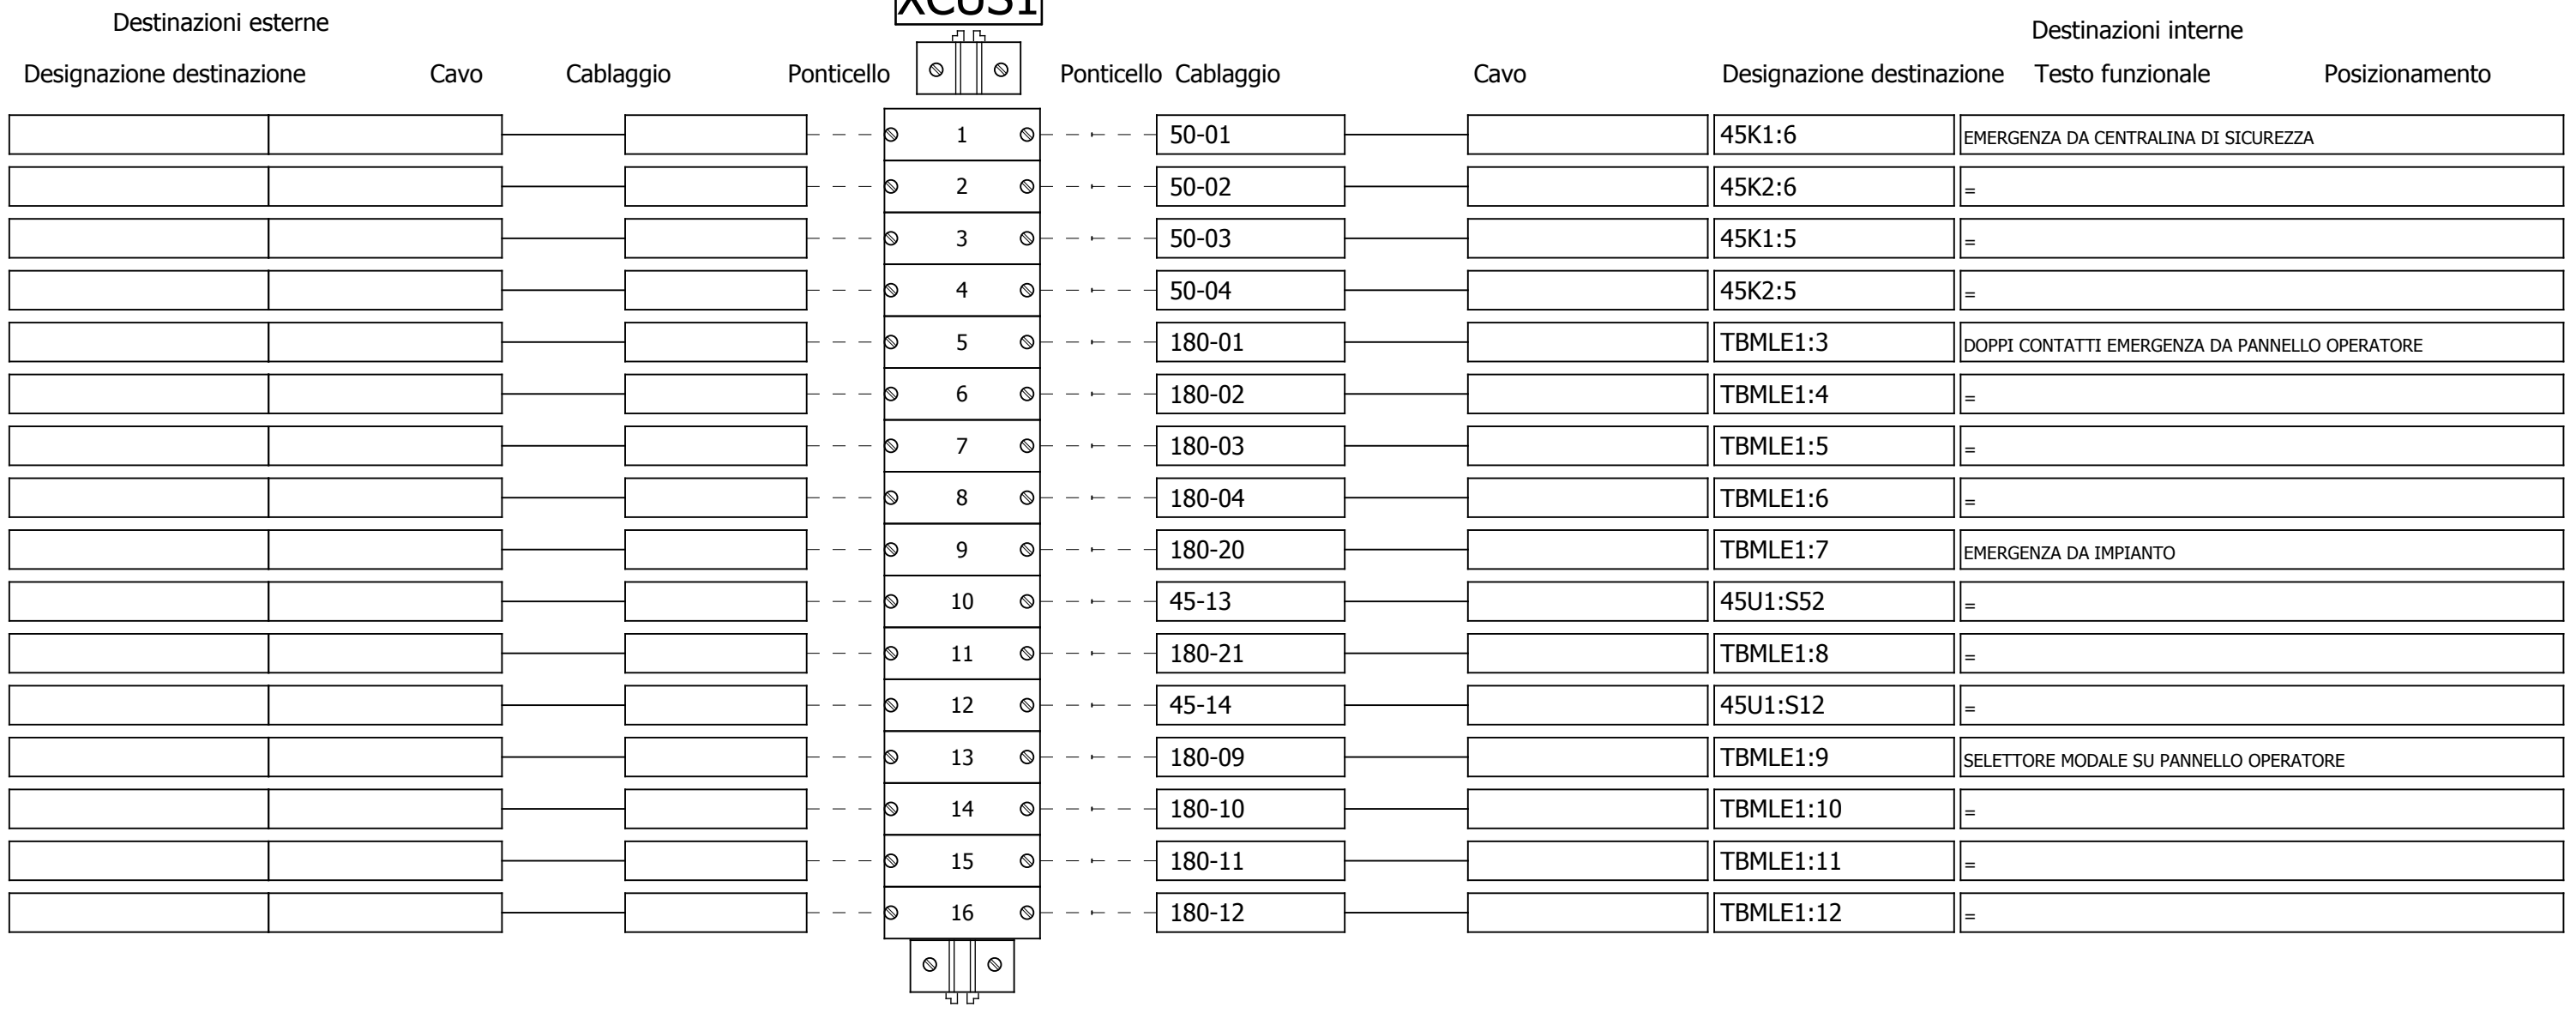 XCUS1
Destinazioni esterne
Destinazioni interne
Designazione destinazione Cavo Cablaggio Ponticello Ponticello Cablaggio Cavo Designazione destinazione Testo funzionale Posizionamento
1 50-01 45K1:6 EMERGENZA DA CENTRALINA DI SICUREZZA
2 50-02 45K2:6 =
3 50-03 45K1:5 =
4 50-04 45K2:5 =
5 180-01 TBMLE1:3 DOPPI CONTATTI EMERGENZA DA PANNELLO OPERATORE
6 180-02 TBMLE1:4 =
7 180-03 TBMLE1:5 =
8 180-04 TBMLE1:6 =
9 180-20 TBMLE1:7 EMERGENZA DA IMPIANTO
10 45-13 45U1:S52 =
11 180-21 TBMLE1:8 =
12 45-14 45U1:S12 =
13 180-09 TBMLE1:9 SELETTORE MODALE SU PANNELLO OPERATORE
14 180-10 TBMLE1:10 =
15 180-11 TBMLE1:11 =
16 180-12 TBMLE1:12 =